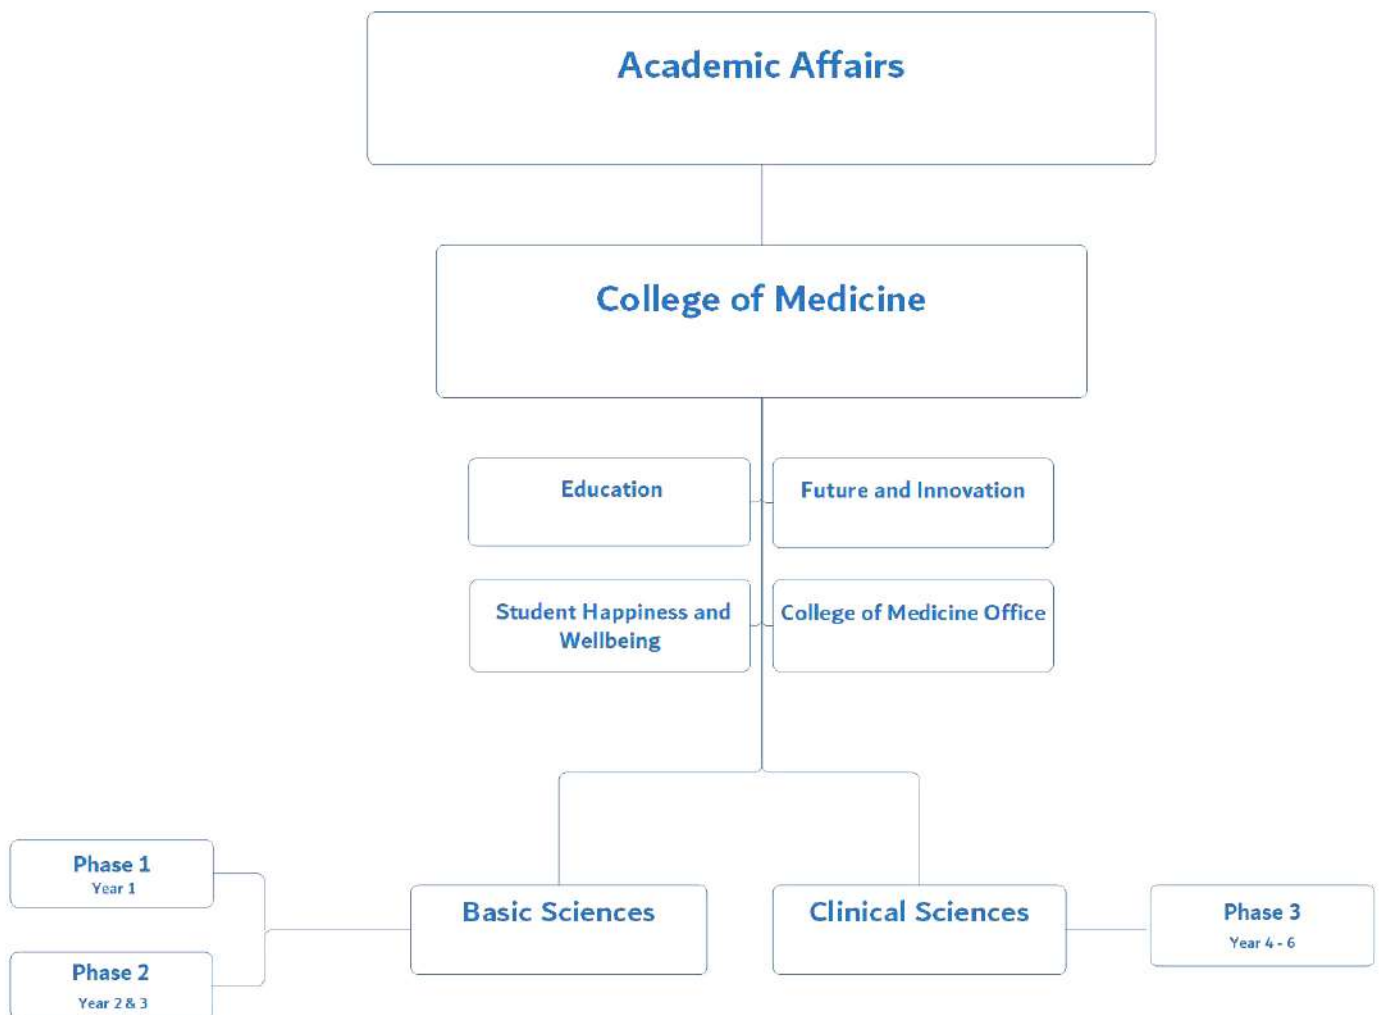 Academic Affairs
College of Medicine
Education
Future and Innovation
Student Happiness and
Wellbeing
College of Medicine Office
Phase 1
Year 1
Basic Sciences
Clinical Sciences
Phase 3
Year 4 - 6
Phase 2
Year 2 & 3